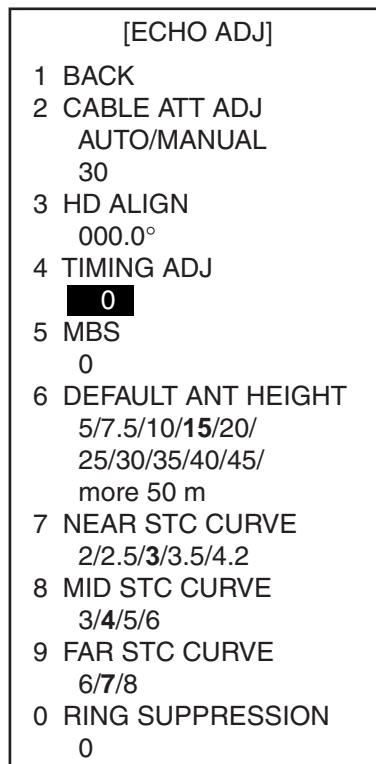 [ECHO ADJ]
1 BACK
2 CABLE ATT ADJ
AUTO/MANUAL
30
3 HD ALIGN
000.0°
4 TIMING ADJ
0
5 MBS
0
6 DEFAULT ANT HEIGHT
5/7.5/10/15/20/
25/30/35/40/45/
more 50 m
7 NEAR STC CURVE
2/2.5/3/3.5/4.2
8 MID STC CURVE
3/4/5/6
9 FAR STC CURVE
6/7/8
0 RING SUPPRESSION
0